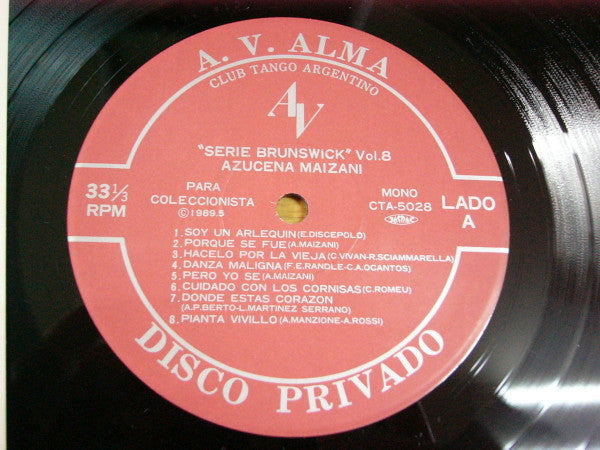 A. V. ALMA
CLUB TANGO ARGENTINO
AV
"SERIE BRUNSWiCK" Vol.8
AZUCENA MAIZANI
33⅓
RPM
PARA
COLECCIONISTA
Ⓒ1989.5
MONO
CTA-5028
LADO
A
1. SOY UN ARLEQUIN(E.DISCEPOLO)
2. PORQUE SE FUE(A.MAIZANI)
3. HACELO POR LA VIEJA(C.VIVAN-R.SCIAMMARELLA)
4. DANZA MALIGNA(F.E.RANDLE-C.A.OCANTOS)
5. PERO YO SE(A.MAIZANI)
6. CUIDADO CON LOS CORNISAS(C.ROMEU)
7. DONDE ESTAS CORAZON
(A.P.BERTO-L.MARTINEZ SERRANO)
8. PIANTA VIVILLO(A.MANZIONE-A.ROSSI)
DISCO PRIVADO